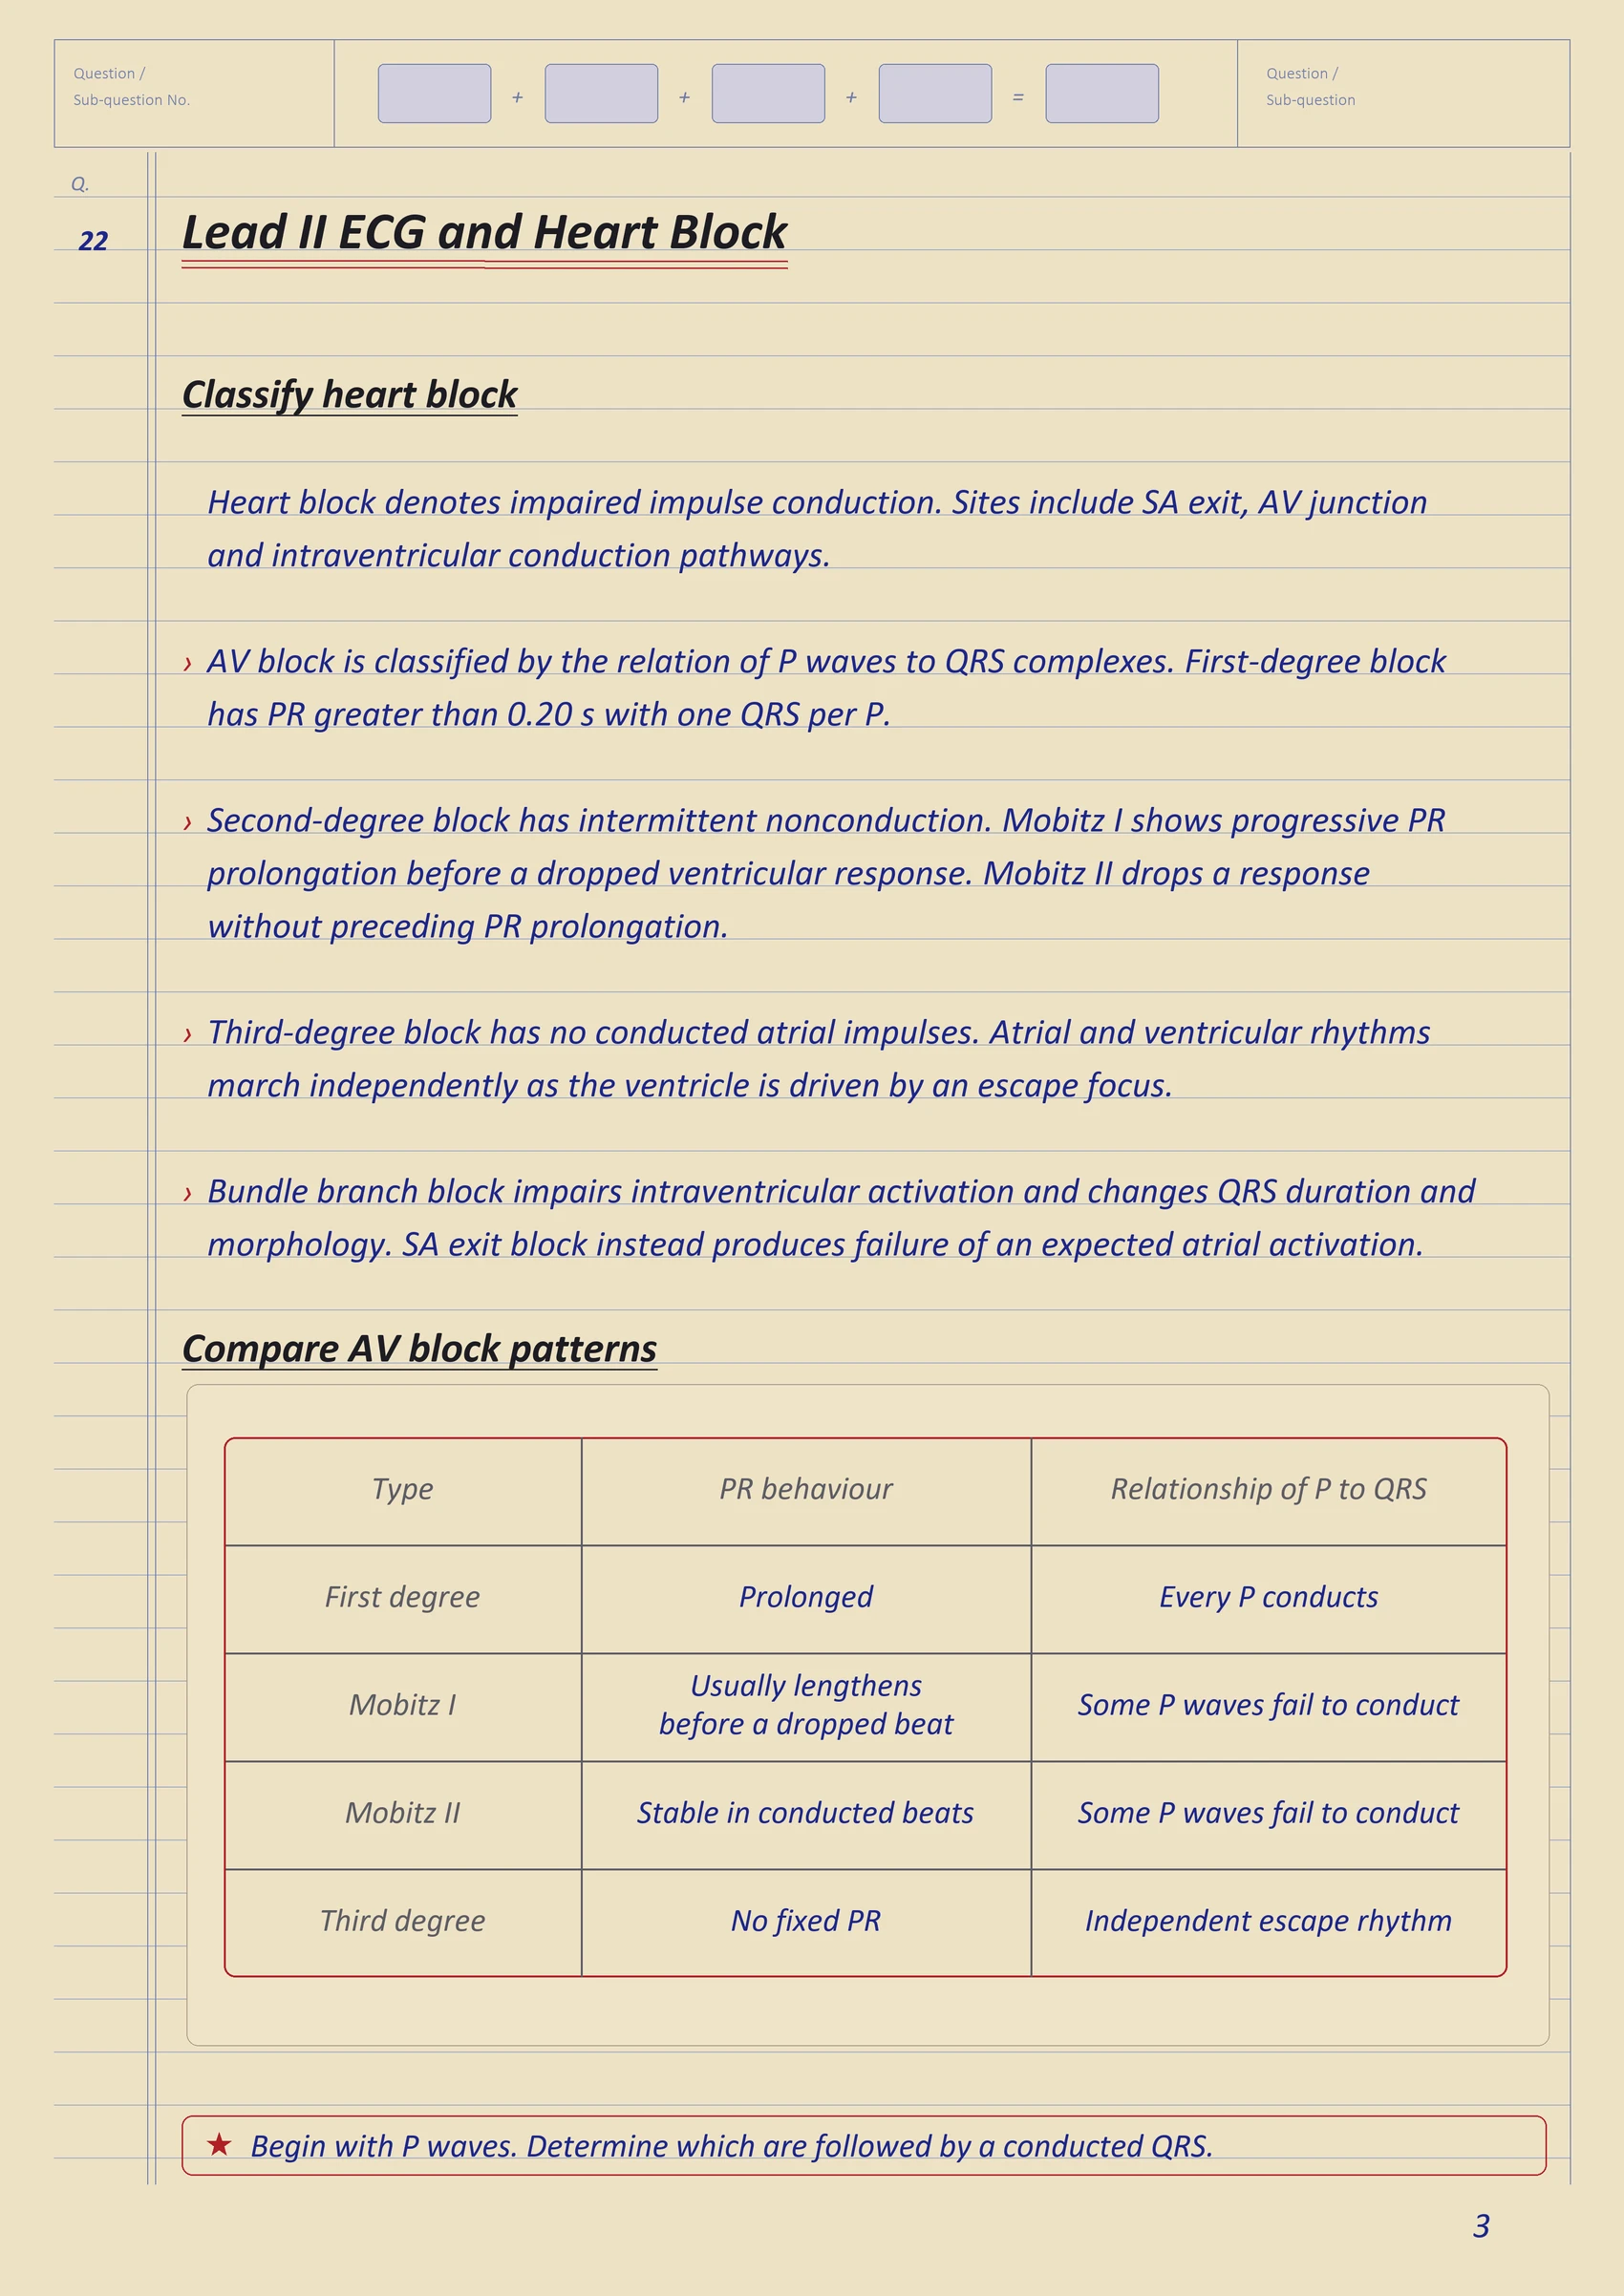 Question /
Sub-question No.
+ + + =
Question /
Sub-question
Q.
22
Lead II ECG and Heart Block
Classify heart block
Heart block denotes impaired impulse conduction. Sites include SA exit, AV junction
and intraventricular conduction pathways.
› AV block is classified by the relation of P waves to QRS complexes. First-degree block
has PR greater than 0.20 s with one QRS per P.
› Second-degree block has intermittent nonconduction. Mobitz I shows progressive PR
prolongation before a dropped ventricular response. Mobitz II drops a response
without preceding PR prolongation.
› Third-degree block has no conducted atrial impulses. Atrial and ventricular rhythms
march independently as the ventricle is driven by an escape focus.
› Bundle branch block impairs intraventricular activation and changes QRS duration and
morphology. SA exit block instead produces failure of an expected atrial activation.
Compare AV block patterns
Type PR behaviour Relationship of P to QRS
First degree Prolonged Every P conducts
Mobitz I Usually lengthens
before a dropped beat Some P waves fail to conduct
Mobitz II Stable in conducted beats Some P waves fail to conduct
Third degree No fixed PR Independent escape rhythm
★ Begin with P waves. Determine which are followed by a conducted QRS.
3